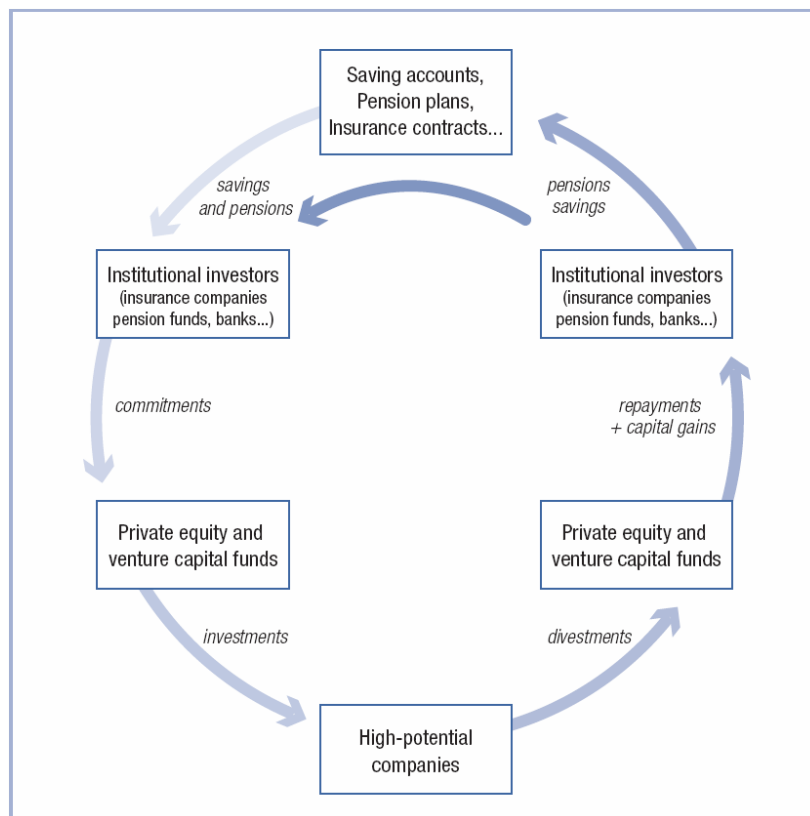 Saving accounts,
Pension plans,
Insurance contracts...
savings
and pensions
pensions
savings
Institutional investors
(insurance companies
pension funds, banks...)
Institutional investors
(insurance companies
pension funds, banks...)
commitments
repayments
+ capital gains
Private equity and
venture capital funds
Private equity and
venture capital funds
investments
divestments
High-potential
companies